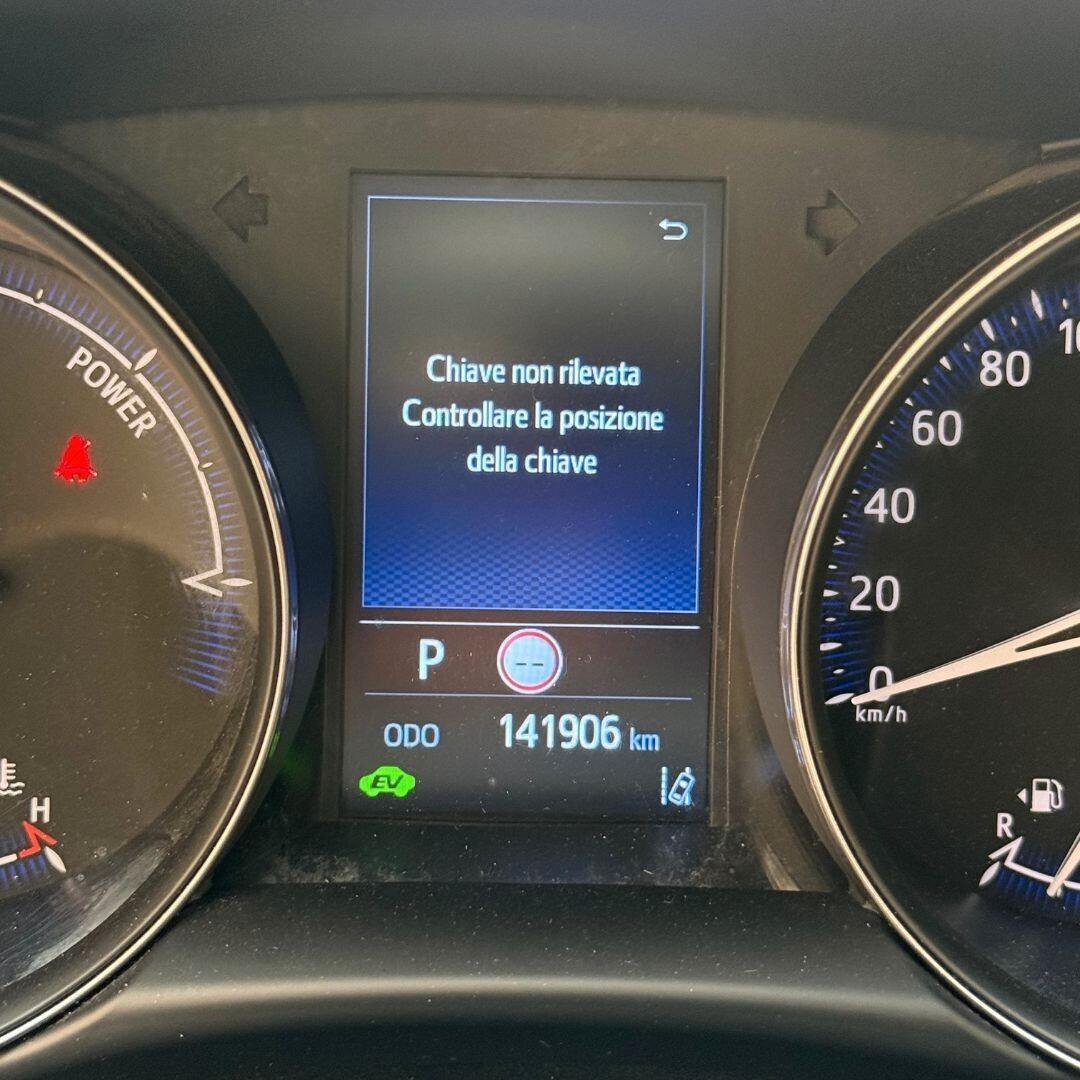 POWER
H
Chiave non rilevata
Controllare la posizione
della chiave
P --
ODO 141906 km
EV
80
60
40
20
0
km/h
R